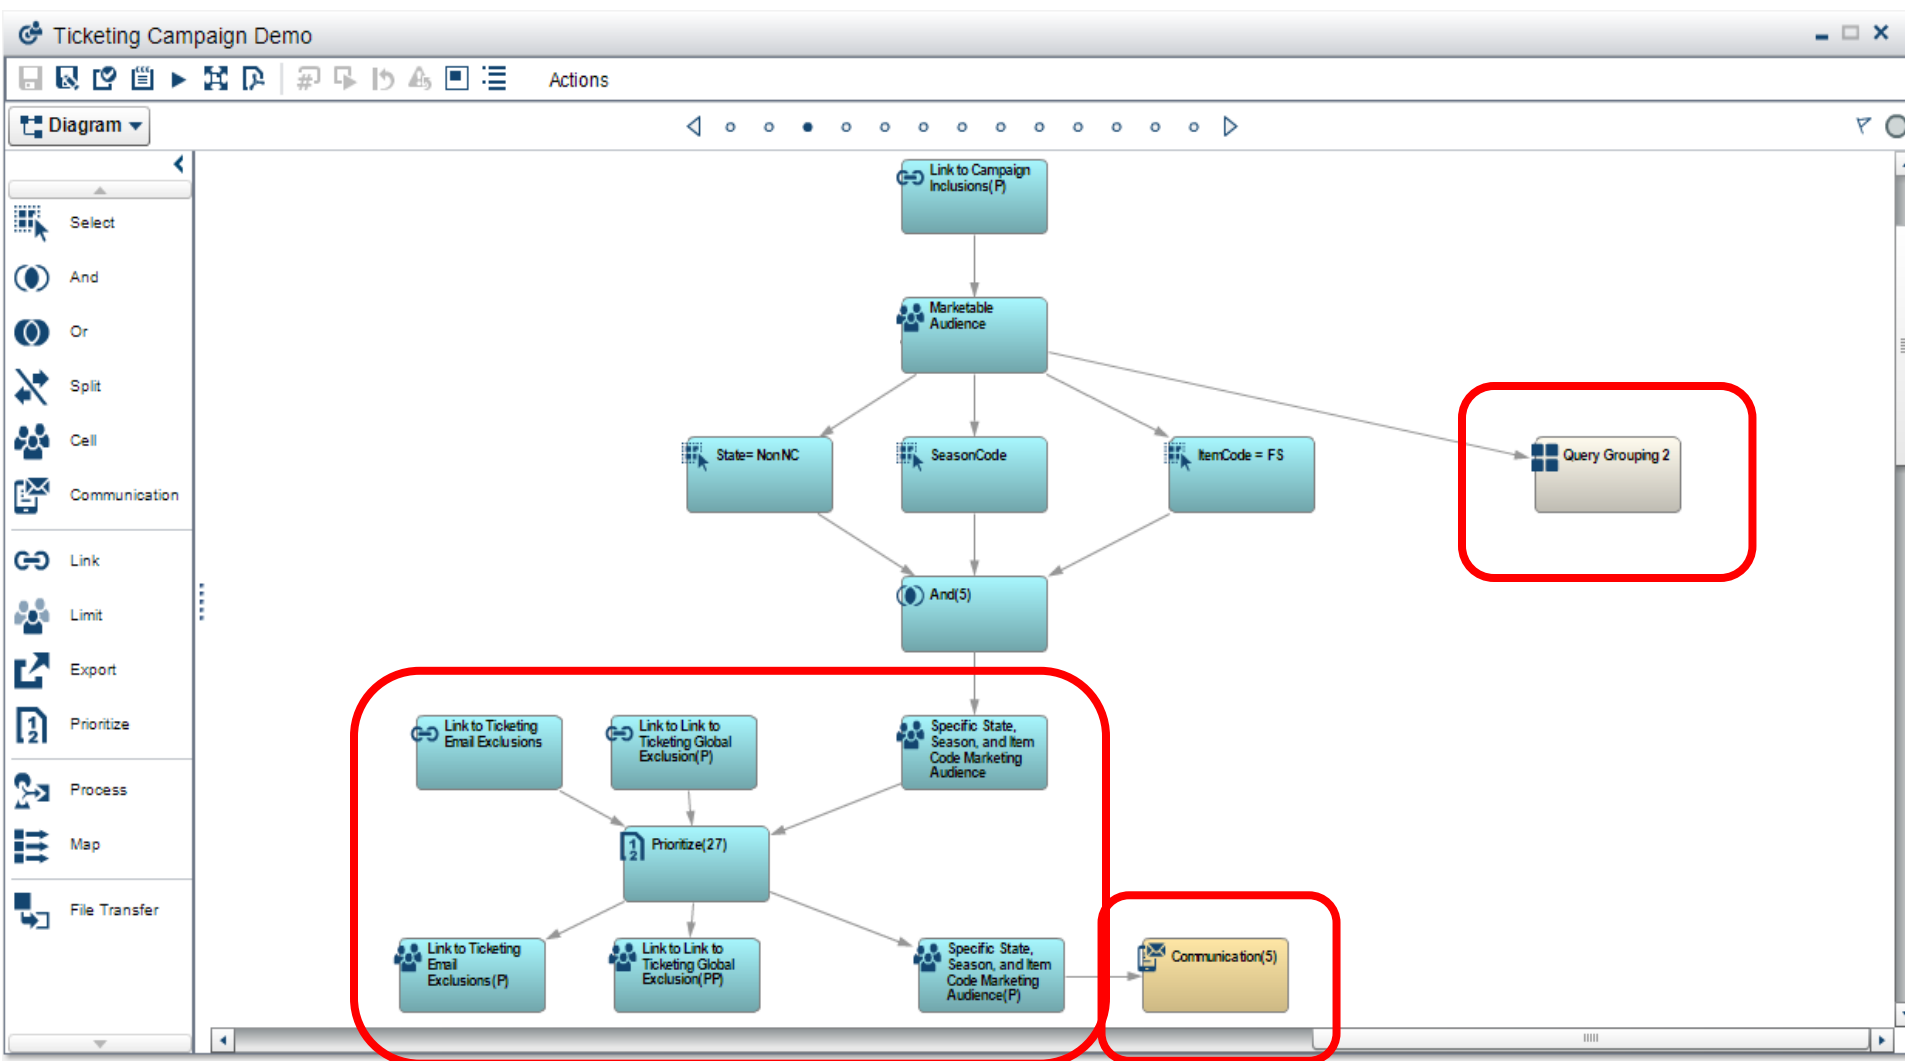 Ticketing Campaign Demo
Actions
Diagram
Select
And
Or
Split
Cell
Communication
Link
Limit
Export
Prioritize
Process
Map
File Transfer
Link to Campaign
Inclusions(P)
Marketable
Audience
State= NonNC
SeasonCode
ItemCode = FS
Query Grouping 2
And(5)
Link to Ticketing
Email Exclusions
Link to Link to
Ticketing Global
Exclusion(P)
Specific State,
Season, and Item
Code Marketing
Audience
Prioritize(27)
Link to Ticketing
Email
Exclusions(P)
Link to Link to
Ticketing Global
Exclusion(PP)
Specific State,
Season, and Item
Code Marketing
Audience(P)
Communication(5)